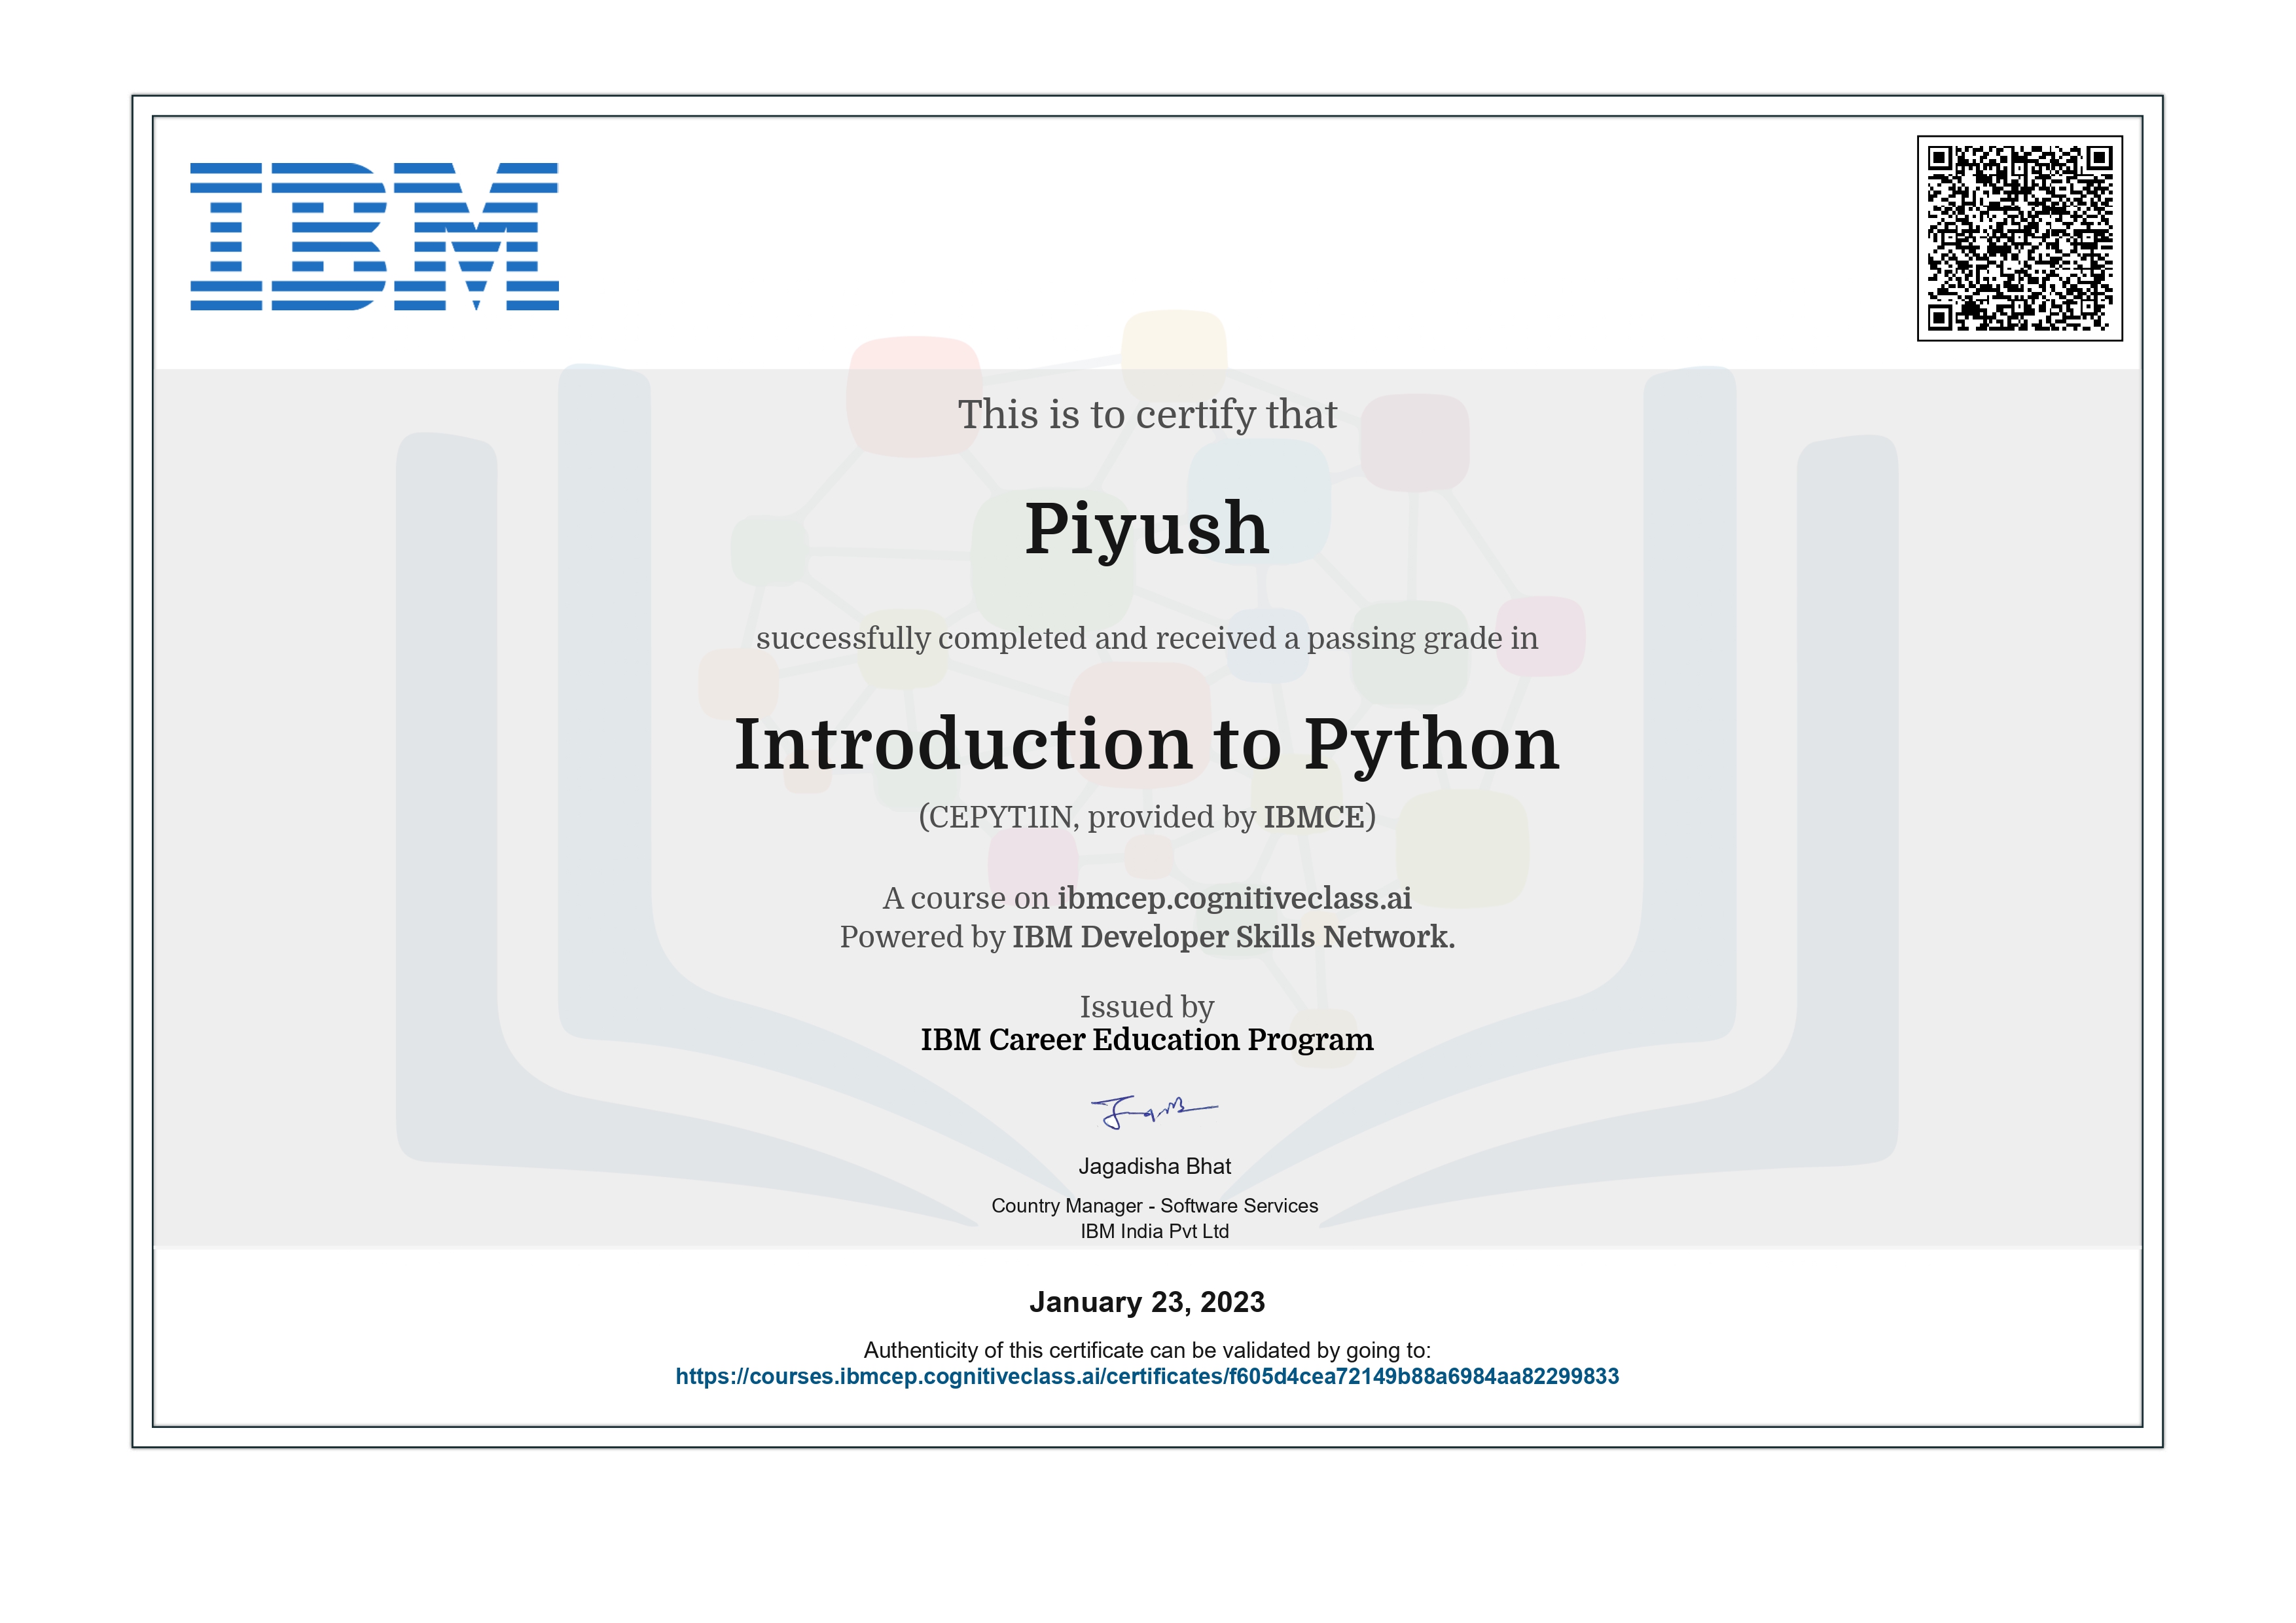 IBM
This is to certify that
Piyush
successfully completed and received a passing grade in
Introduction to Python
(CEPYT1IN, provided by IBMCE)
A course on ibmcep.cognitiveclass.ai
Powered by IBM Developer Skills Network.
Issued by
IBM Career Education Program
Jagadisha Bhat
Country Manager - Software Services
IBM India Pvt Ltd
January 23, 2023
Authenticity of this certificate can be validated by going to:
https://courses.ibmcep.cognitiveclass.ai/certificates/f605d4cea72149b88a6984aa82299833